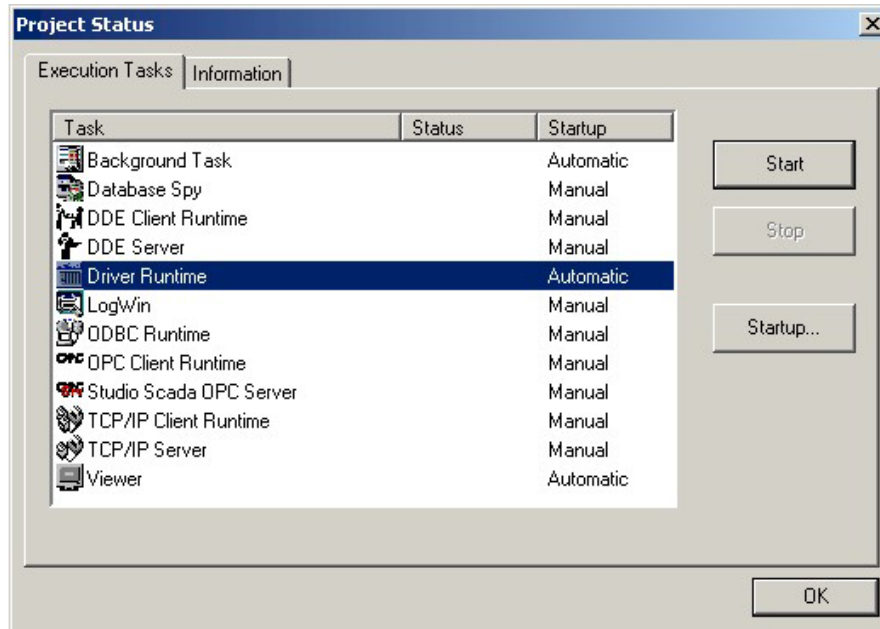 Project Status
Execution Tasks Information
Task Status Startup
Background Task Automatic
Database Spy Manual
DDE Client Runtime Manual
DDE Server Manual
Driver Runtime Automatic
LogWin Manual
ODBC Runtime Manual
OPC OPC Client Runtime Manual
Studio Scada OPC Server Manual
TCP/IP Client Runtime Manual
TCP/IP Server Manual
Viewer Automatic
Start
Stop
Startup...
OK